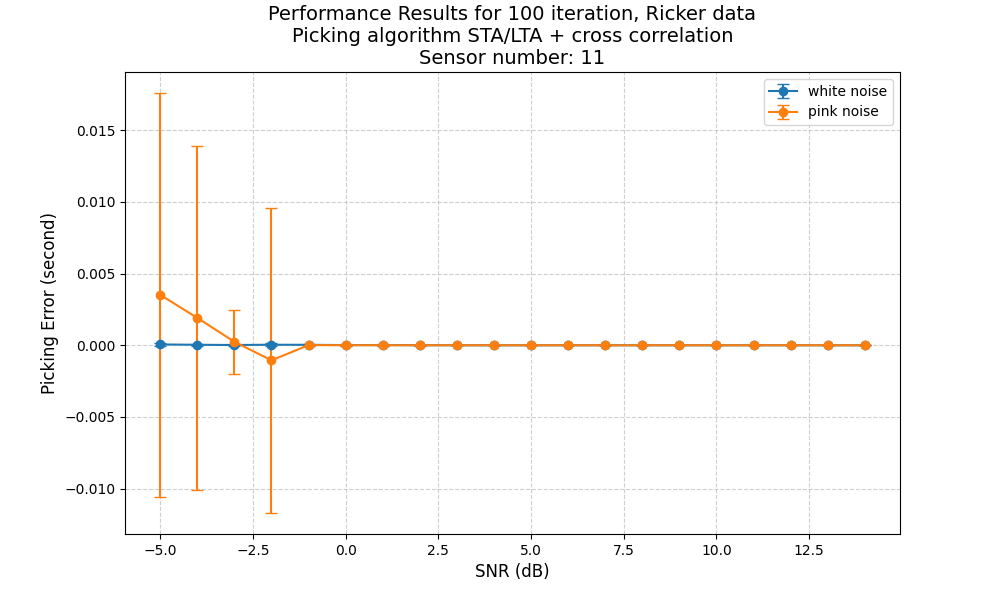 Performance Results for 100 iteration, Ricker data
Picking algorithm STA/LTA + cross correlation
Sensor number: 11
white noise
pink noise
0.015
0.010
0.005
0.000
−0.005
−0.010
Picking Error (second)
−5.0
−2.5
0.0
2.5
5.0
7.5
10.0
12.5
SNR (dB)